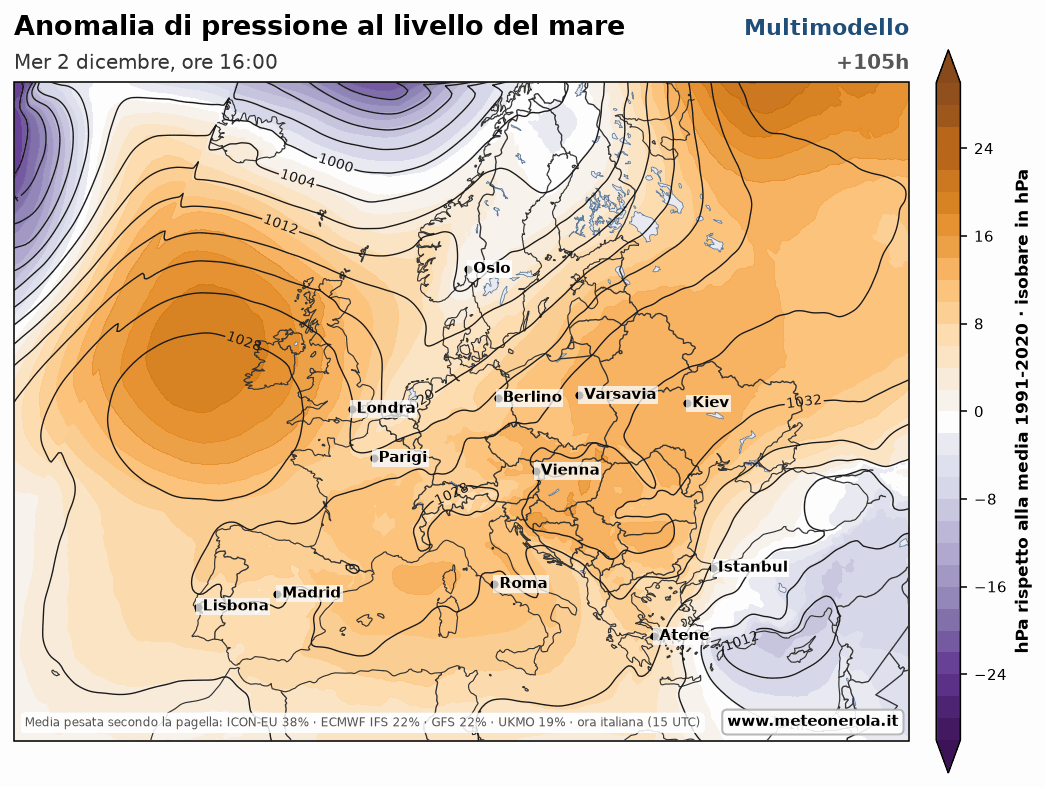 Anomalia di pressione al livello del mare
Multimodello
Mer 2 dicembre, ore 16:00
+105h
1000
1004
1012
Oslo
1028
Londra
20
Berlino
Varsavia
Kiev
1032
Parigi
Vienna
1028
Istanbul
Roma
Madrid
Lisbona
Atene
1012
Media pesata secondo la pagella: ICON-EU 38% · ECMWF IFS 22% · GFS 22% · UKMO 19% · ora italiana (15 UTC)
www.meteonerola.it
24
16
8
0
−8
−16
−24
hPa rispetto alla media 1991-2020 · isobare in hPa